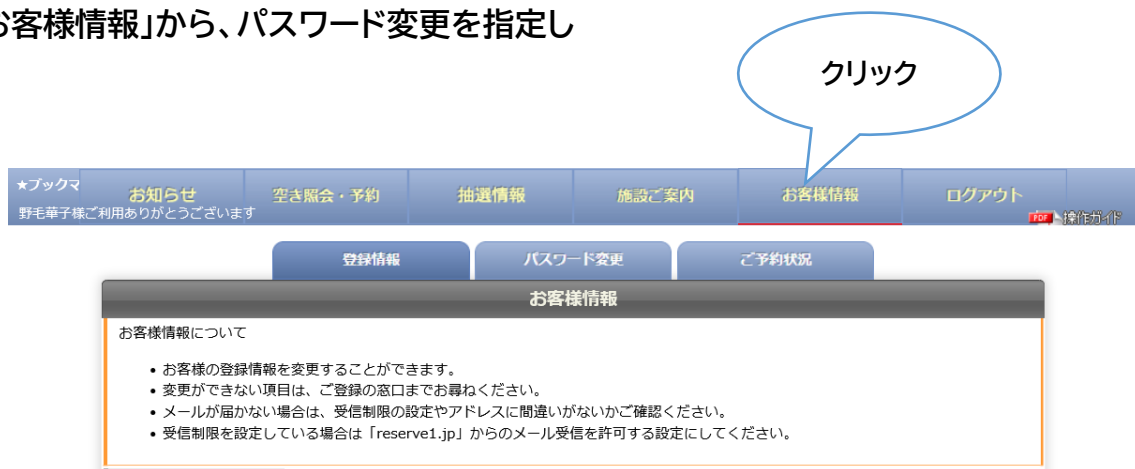 お客様情報」から、パスワード変更を指定し
クリック
★ブックマ
お知らせ 空き照会・予約 抽選情報 施設ご案内 お客様情報 ログアウト
野毛華子様ご利用ありがとうございます
PDF 操作ガイド
登録情報 パスワード変更 ご予約状況
お客様情報
お客様情報について
• お客様の登録情報を変更することができます。
• 変更ができない項目は、ご登録の窓口までお尋ねください。
• メールが届かない場合は、受信制限の設定やアドレスに間違いがないかご確認ください。
• 受信制限を設定している場合は「reserve1.jp」からのメール受信を許可する設定にしてください。